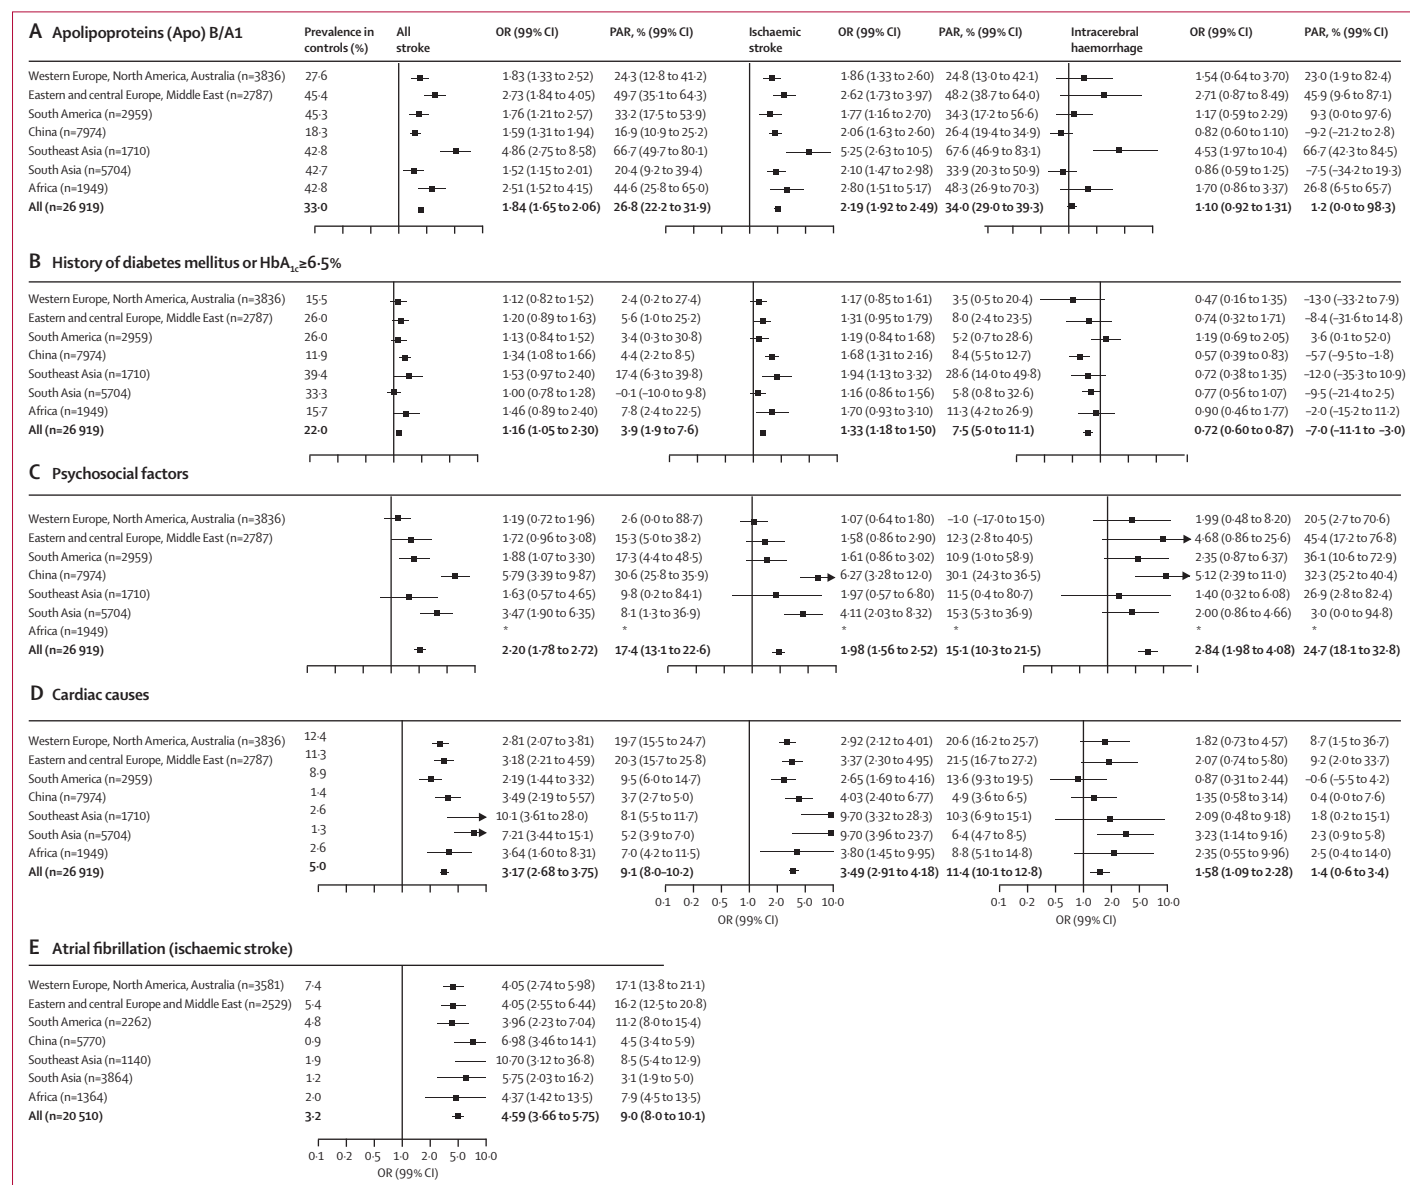 A Apolipoproteins (Apo) B/A1 Prevalence in controls (%) All stroke OR (99% CI) PAR, % (99% CI) Ischaemic stroke OR (99% CI) PAR, % (99% CI) Intracerebral haemorrhage OR (99% CI) PAR, % (99% CI)
Western Europe, North America, Australia (n=3836) 27·6 1·83 (1·33 to 2·52) 24·3 (12·8 to 41·2) 1·86 (1·33 to 2·60) 24·8 (13·0 to 42·1) 1·54 (0·64 to 3·70) 23·0 (1·9 to 82·4)
Eastern and central Europe, Middle East (n=2787) 45·4 2·73 (1·84 to 4·05) 49·7 (35·1 to 64·3) 2·62 (1·73 to 3·97) 48·2 (38·7 to 64·0) 2·71 (0·87 to 8·49) 45·9 (9·6 to 87·1)
South America (n=2959) 45·3 1·76 (1·21 to 2·57) 33·2 (17·5 to 53·9) 1·77 (1·16 to 2·70) 34·3 (17·2 to 56·6) 1·17 (0·59 to 2·29) 9·3 (0·0 to 97·6)
China (n=7974) 18·3 1·59 (1·31 to 1·94) 16·9 (10·9 to 25·2) 2·06 (1·63 to 2·60) 26·4 (19·4 to 34·9) 0·82 (0·60 to 1·10) –9·2 (–21·2 to 2·8)
Southeast Asia (n=1710) 42·8 4·86 (2·75 to 8·58) 66·7 (49·7 to 80·1) 5·25 (2·63 to 10·5) 67·6 (46·9 to 83·1) 4·53 (1·97 to 10·4) 66·7 (42·3 to 84·5)
South Asia (n=5704) 42·7 1·52 (1·15 to 2·01) 20·4 (9·2 to 39·4) 2·10 (1·47 to 2·98) 33·9 (20·3 to 50·9) 0·86 (0·59 to 1·25) –7·5 (–34·2 to 19·3)
Africa (n=1949) 42·8 2·51 (1·52 to 4·15) 44·6 (25·8 to 65·0) 2·80 (1·51 to 5·17) 48·3 (26·9 to 70·3) 1·70 (0·86 to 3·37) 26·8 (6·5 to 65·7)
All (n=26 919) 33·0 1·84 (1·65 to 2·06) 26·8 (22·2 to 31·9) 2·19 (1·92 to 2·49) 34·0 (29·0 to 39·3) 1·10 (0·92 to 1·31) 1·2 (0·0 to 98·3)
B History of diabetes mellitus or HbA1c≥6·5%
Western Europe, North America, Australia (n=3836) 15·5 1·12 (0·82 to 1·52) 2·4 (0·2 to 27·4) 1·17 (0·85 to 1·61) 3·5 (0·5 to 20·4) 0·47 (0·16 to 1·35) –13·0 (–33·2 to 7·9)
Eastern and central Europe, Middle East (n=2787) 26·0 1·20 (0·89 to 1·63) 5·6 (1·0 to 25·2) 1·31 (0·95 to 1·79) 8·0 (2·4 to 23·5) 0·74 (0·32 to 1·71) –8·4 (–31·6 to 14·8)
South America (n=2959) 26·0 1·13 (0·84 to 1·52) 3·4 (0·3 to 30·8) 1·19 (0·84 to 1·68) 5·2 (0·7 to 28·6) 1·19 (0·69 to 2·05) 3·6 (0·1 to 52·0)
China (n=7974) 11·9 1·34 (1·08 to 1·66) 4·4 (2·2 to 8·5) 1·68 (1·31 to 2·16) 8·4 (5·5 to 12·7) 0·57 (0·39 to 0·83) –5·7 (–9·5 to –1·8)
Southeast Asia (n=1710) 39·4 1·53 (0·97 to 2·40) 17·4 (6·3 to 39·8) 1·94 (1·13 to 3·32) 28·6 (14·0 to 49·8) 0·72 (0·38 to 1·35) –12·0 (–35·3 to 10·9)
South Asia (n=5704) 33·3 1·00 (0·78 to 1·28) –0·1 (–10·0 to 9·8) 1·16 (0·86 to 1·56) 5·8 (0·8 to 32·6) 0·77 (0·56 to 1·07) –9·5 (–21·4 to 2·5)
Africa (n=1949) 15·7 1·46 (0·89 to 2·40) 7·8 (2·4 to 22·5) 1·70 (0·93 to 3·10) 11·3 (4·2 to 26·9) 0·90 (0·46 to 1·77) –2·0 (–15·2 to 11·2)
All (n=26 919) 22·0 1·16 (1·05 to 2·30) 3·9 (1·9 to 7·6) 1·33 (1·18 to 1·50) 7·5 (5·0 to 11·1) 0·72 (0·60 to 0·87) –7·0 (–11·1 to –3·0)
C Psychosocial factors
Western Europe, North America, Australia (n=3836) 1·19 (0·72 to 1·96) 2·6 (0·0 to 88·7) 1·07 (0·64 to 1·80) –1·0 (–17·0 to 15·0) 1·99 (0·48 to 8·20) 20·5 (2·7 to 70·6)
Eastern and central Europe, Middle East (n=2787) 1·72 (0·96 to 3·08) 15·3 (5·0 to 38·2) 1·58 (0·86 to 2·90) 12·3 (2·8 to 40·5) 4·68 (0·86 to 25·6) 45·4 (17·2 to 76·8)
South America (n=2959) 1·88 (1·07 to 3·30) 17·3 (4·4 to 48·5) 1·61 (0·86 to 3·02) 10·9 (1·0 to 58·9) 2·35 (0·87 to 6·37) 36·1 (10·6 to 72·9)
China (n=7974) 5·79 (3·39 to 9·87) 30·6 (25·8 to 35·9) 6·27 (3·28 to 12·0) 30·1 (24·3 to 36·5) 5·12 (2·39 to 11·0) 32·3 (25·2 to 40·4)
Southeast Asia (n=1710) 1·63 (0·57 to 4·65) 9·8 (0·2 to 84·1) 1·97 (0·57 to 6·80) 11·5 (0·4 to 80·7) 1·40 (0·32 to 6·08) 26·9 (2·8 to 82·4)
South Asia (n=5704) 3·47 (1·90 to 6·35) 8·1 (1·3 to 36·9) 4·11 (2·03 to 8·32) 15·3 (5·3 to 36·9) 2·00 (0·86 to 4·66) 3·0 (0·0 to 94·8)
Africa (n=1949) * * * * * *
All (n=26 919) 2·20 (1·78 to 2·72) 17·4 (13·1 to 22·6) 1·98 (1·56 to 2·52) 15·1 (10·3 to 21·5) 2·84 (1·98 to 4·08) 24·7 (18·1 to 32·8)
D Cardiac causes
Western Europe, North America, Australia (n=3836) 12·4 2·81 (2·07 to 3·81) 19·7 (15·5 to 24·7) 2·92 (2·12 to 4·01) 20·6 (16·2 to 25·7) 1·82 (0·73 to 4·57) 8·7 (1·5 to 36·7)
Eastern and central Europe, Middle East (n=2787) 11·3 3·18 (2·21 to 4·59) 20·3 (15·7 to 25·8) 3·37 (2·30 to 4·95) 21·5 (16·7 to 27·2) 2·07 (0·74 to 5·80) 9·2 (2·0 to 33·7)
South America (n=2959) 8·9 2·19 (1·44 to 3·32) 9·5 (6·0 to 14·7) 2·65 (1·69 to 4·16) 13·6 (9·3 to 19·5) 0·87 (0·31 to 2·44) –0·6 (–5·5 to 4·2)
China (n=7974) 1·4 3·49 (2·19 to 5·57) 3·7 (2·7 to 5·0) 4·03 (2·40 to 6·77) 4·9 (3·6 to 6·5) 1·35 (0·58 to 3·14) 0·4 (0·0 to 7·6)
Southeast Asia (n=1710) 2·6 10·1 (3·61 to 28·0) 8·1 (5·5 to 11·7) 9·70 (3·32 to 28·3) 10·3 (6·9 to 15·1) 2·09 (0·48 to 9·18) 1·8 (0·2 to 15·1)
South Asia (n=5704) 1·3 7·21 (3·44 to 15·1) 5·2 (3·9 to 7·0) 9·70 (3·96 to 23·7) 6·4 (4·7 to 8·5) 3·23 (1·14 to 9·16) 2·3 (0·9 to 5·8)
Africa (n=1949) 2·6 3·64 (1·60 to 8·31) 7·0 (4·2 to 11·5) 3·80 (1·45 to 9·95) 8·8 (5·1 to 14·8) 2·35 (0·55 to 9·96) 2·5 (0·4 to 14·0)
All (n=26 919) 5·0 3·17 (2·68 to 3·75) 9·1 (8·0–10·2) 3·49 (2·91 to 4·18) 11·4 (10·1 to 12·8) 1·58 (1·09 to 2·28) 1·4 (0·6 to 3·4)
0·1 0·2 0·5 1·0 2·0 5·0 10·0 0·1 0·2 0·5 1·0 2·0 5·0 10·0
OR (99% CI) OR (99% CI)
E Atrial fibrillation (ischaemic stroke)
Western Europe, North America, Australia (n=3581) 7·4 4·05 (2·74 to 5·98) 17·1 (13·8 to 21·1)
Eastern and central Europe and Middle East (n=2529) 5·4 4·05 (2·55 to 6·44) 16·2 (12·5 to 20·8)
South America (n=2262) 4·8 3·96 (2·23 to 7·04) 11·2 (8·0 to 15·4)
China (n=5770) 0·9 6·98 (3·46 to 14·1) 4·5 (3·4 to 5·9)
Southeast Asia (n=1140) 1·9 10·70 (3·12 to 36·8) 8·5 (5·4 to 12·9)
South Asia (n=3864) 1·2 5·75 (2·03 to 16·2) 3·1 (1·9 to 5·0)
Africa (n=1364) 2·0 4·37 (1·42 to 13·5) 7·9 (4·5 to 13·5)
All (n=20 510) 3·2 4·59 (3·66 to 5·75) 9·0 (8·0 to 10·1)
0·1 0·2 0·5 1·0 2·0 5·0 10·0
OR (99% CI)